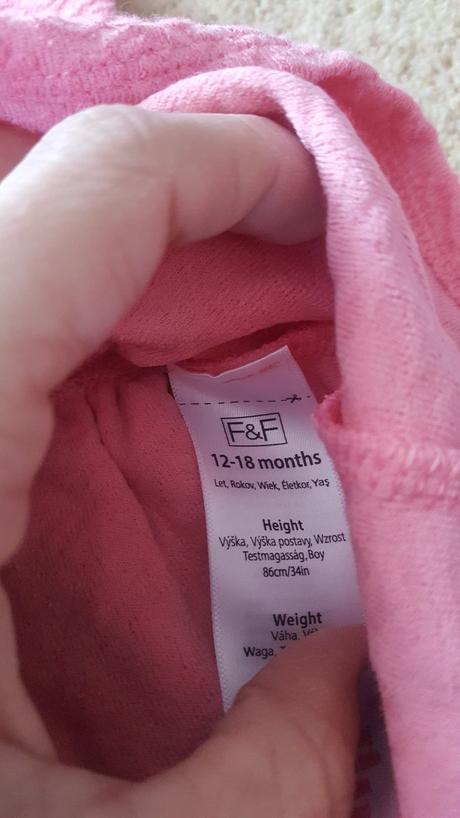 F&F
12-18 months
Let, Rokov, Wiek, Életkor, Yaş
Height
Výška, Výška postavy, Wzrost
Testmagasság, Boy
86cm/34in
Weight
Váha,
Waga,